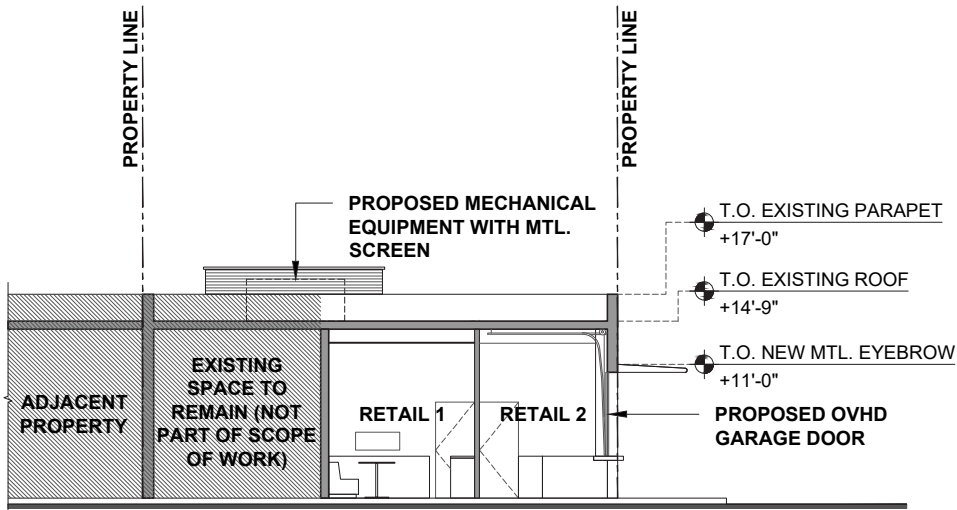 PROPERTY LINE
PROPERTY LINE
PROPOSED MECHANICAL
EQUIPMENT WITH MTL.
SCREEN
T.O. EXISTING PARAPET
+17'-0"
T.O. EXISTING ROOF
+14'-9"
T.O. NEW MTL. EYEBROW
+11'-0"
ADJACENT
PROPERTY
EXISTING
SPACE TO
REMAIN (NOT
PART OF SCOPE
OF WORK)
RETAIL 1
RETAIL 2
PROPOSED OVHD
GARAGE DOOR